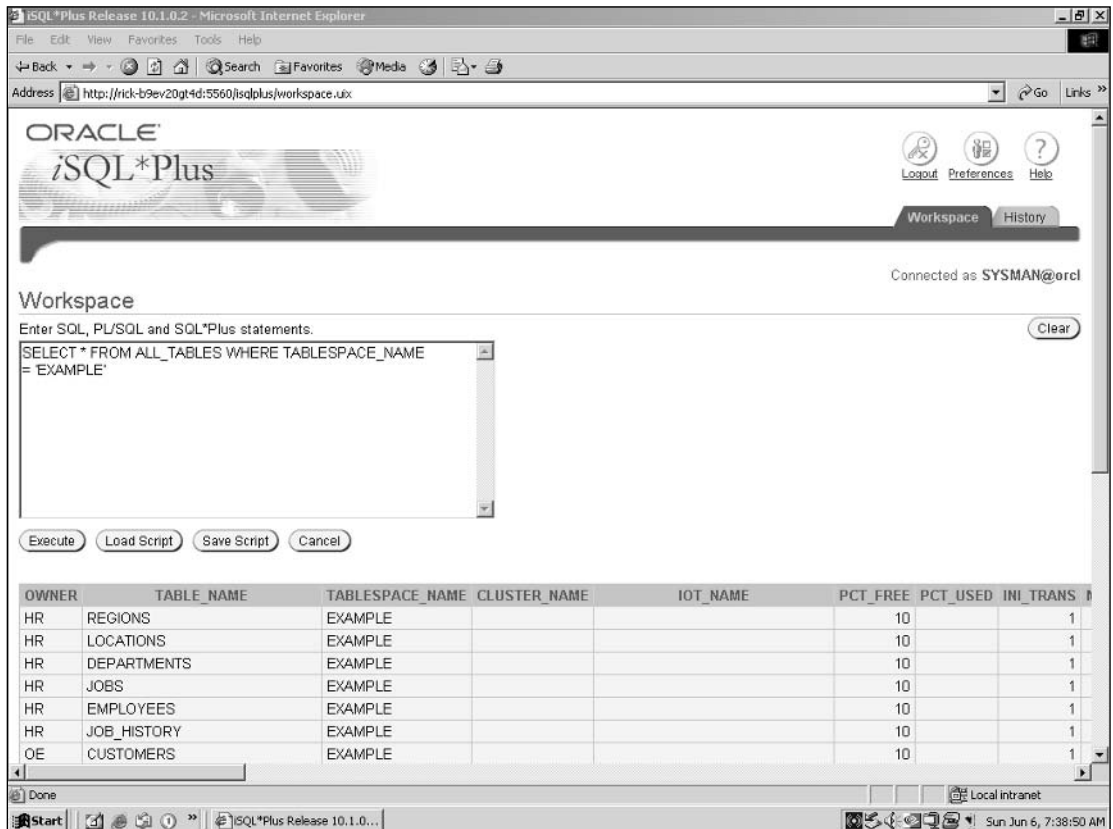 iSQL*Plus Release 10.1.0.2 - Microsoft Internet Explorer
File Edit View Favorites Tools Help
Back Search Favorites Media
Address http://rick-b9ev20gt4d:5560/isqlplus/workspace.uix Go Links »
ORACLE
iSQL*Plus
Logout Preferences Help
Workspace History
Connected as SYSMAN@orcl
Workspace
Enter SQL, PL/SQL and SQL*Plus statements. Clear
SELECT * FROM ALL_TABLES WHERE TABLESPACE_NAME
= 'EXAMPLE'
Execute Load Script Save Script Cancel
OWNER TABLE_NAME TABLESPACE_NAME CLUSTER_NAME IOT_NAME PCT_FREE PCT_USED INI_TRANS
HR REGIONS EXAMPLE 10 1
HR LOCATIONS EXAMPLE 10 1
HR DEPARTMENTS EXAMPLE 10 1
HR JOBS EXAMPLE 10 1
HR EMPLOYEES EXAMPLE 10 1
HR JOB_HISTORY EXAMPLE 10 1
OE CUSTOMERS EXAMPLE 10 1
Done Local intranet
Start » iSQL*Plus Release 10.1.0... Sun Jun 6, 7:38:50 AM